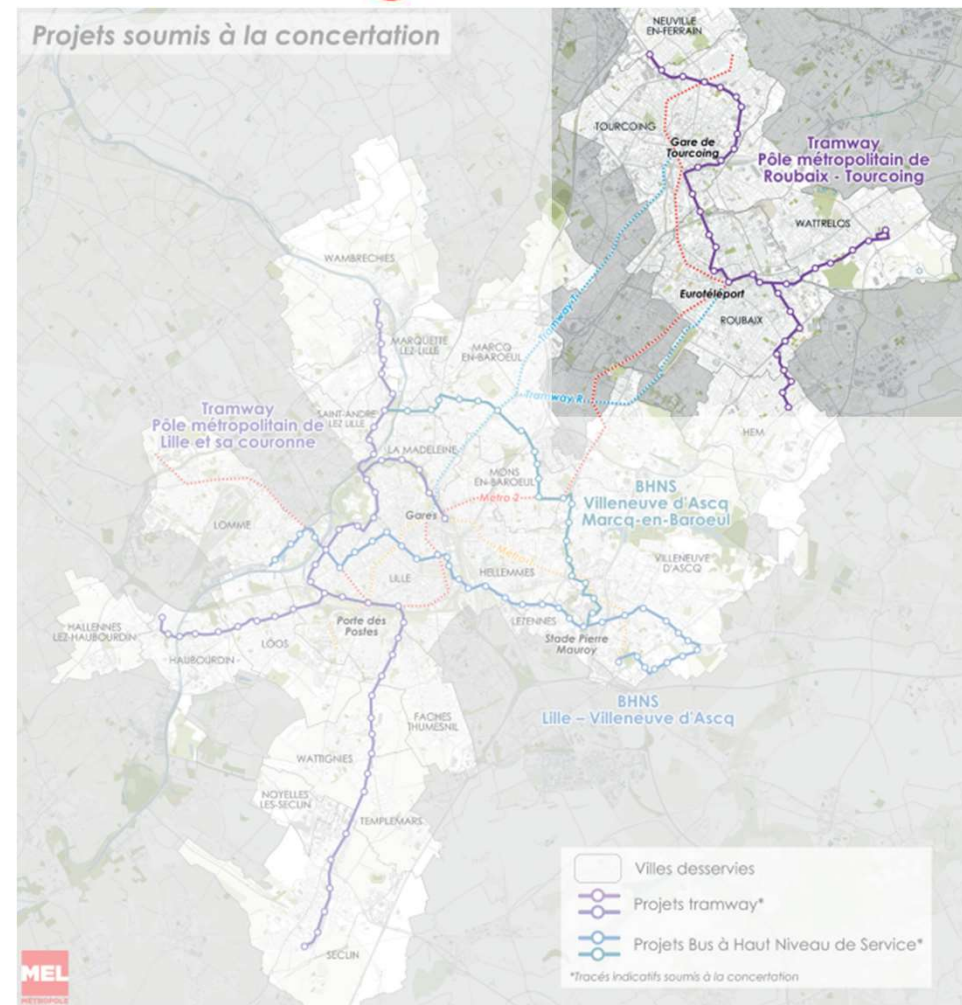 Projets soumis à la concertation
NEUVILLE
EN-FERRAIN
TOURCOING
Gare de
Tourcoing
Tramway
Pôle métropolitain de
Roubaix - Tourcoing
WATTRELOS
Eurotéléport
ROUBAIX
WAMBRECHIES
Tramway T
MARQUETTE
LEZ-LILLE
MARCQ
EN-BAROEUL
Tramway R
Tramway
Pôle métropolitain de
Lille et sa couronne
SAINT-ANDRE
LEZ LILLE
HEM
LA MADELEINE
MONS
EN-BAROEUL
Métro 2
BHNS
Villeneuve d'Ascq
Marcq-en-Baroeul
Gares
LOMME
VILLENEUVE
D'ASCQ
LILLE
HELLEMMES
HALLENNES
LEZ-HAUBOURDIN
LOOS
Porte des
Postes
LEZENNES
Stade Pierre
Mauroy
HAUBOURDIN
BHNS
Lille – Villeneuve d'Ascq
FACHES
THUMESNIL
WATTIGNIES
NOYELLES
LES-SECLIN
TEMPLEMARS
SECLIN
Villes desservies
Projets tramway*
Projets Bus à Haut Niveau de Service*
*Tracés indicatifs soumis à la concertation
MEL
MÉTROPOLE